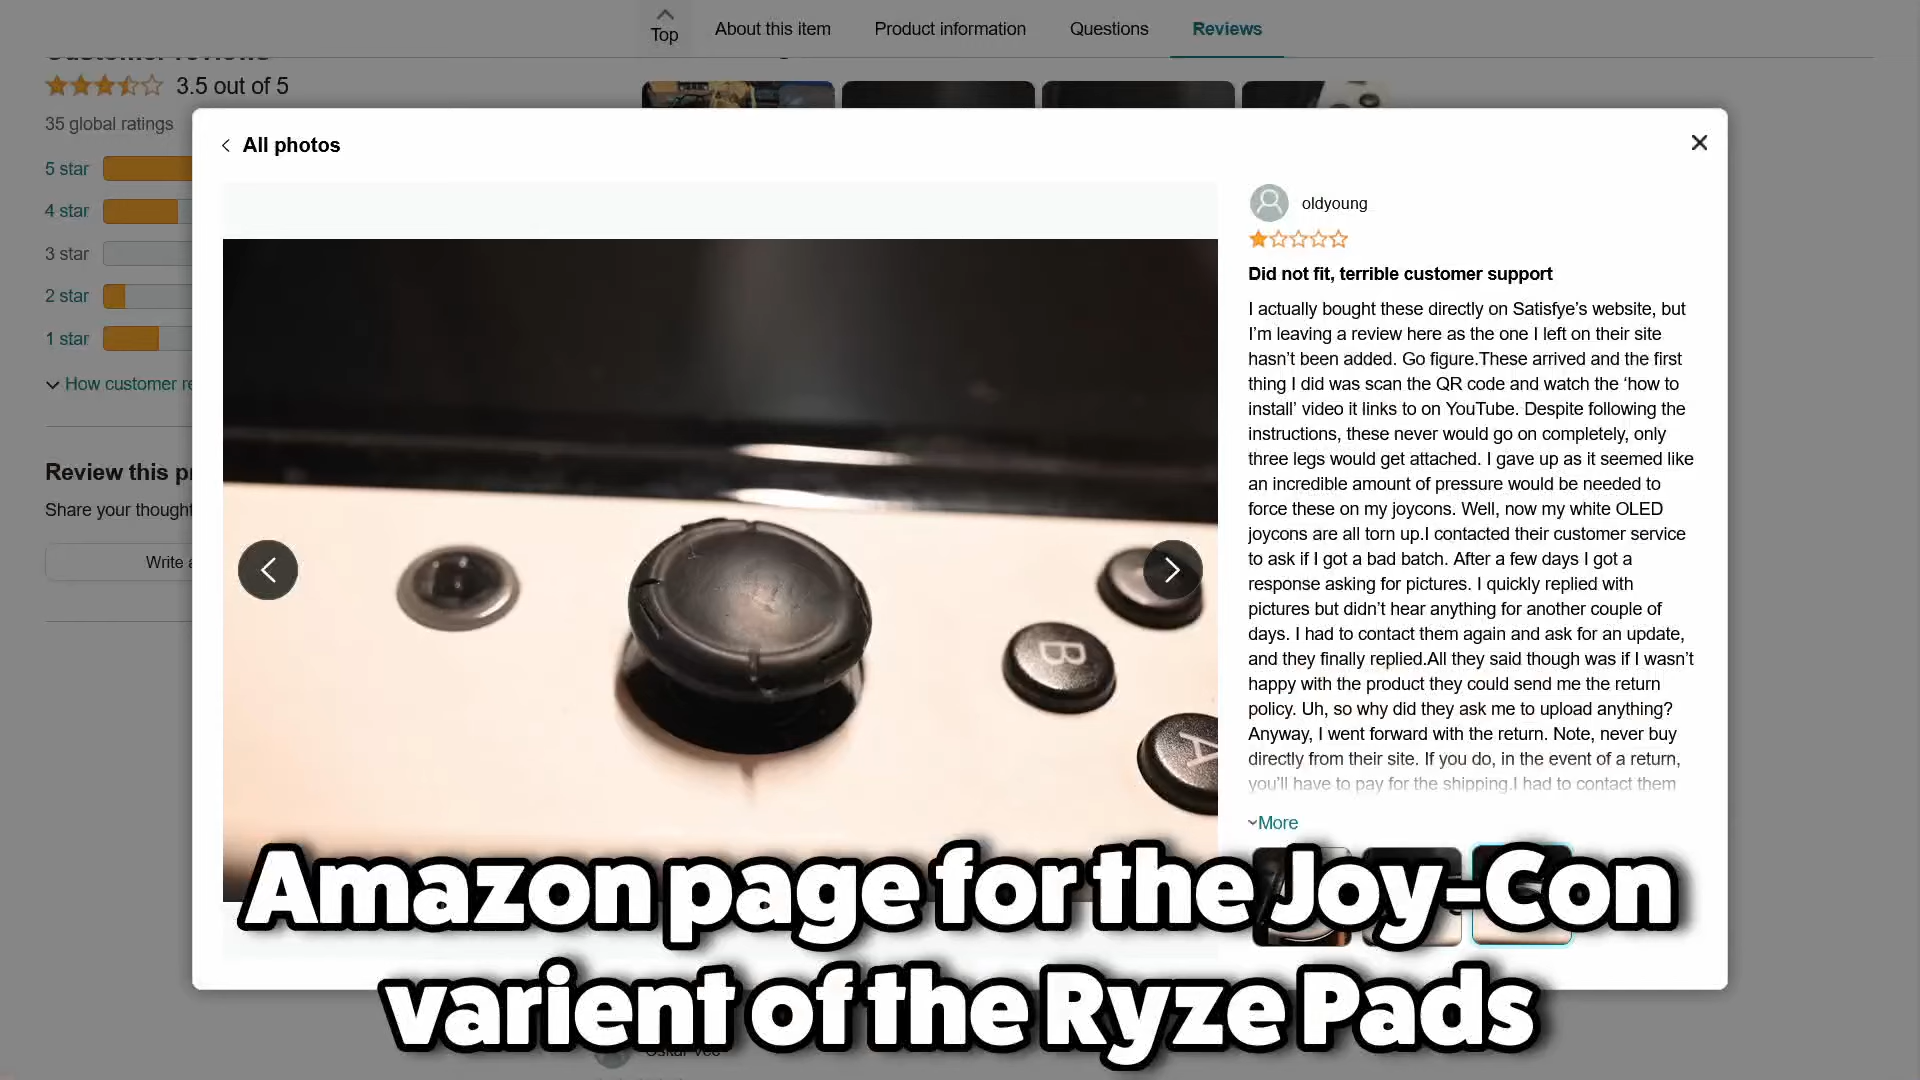 Top
About this item
Product information
Questions
Reviews
3.5 out of 5
35 global ratings
5 star
4 star
3 star
2 star
1 star
How customer re
Review this pr
Share your thought
Write a
All photos
oldyoung
Did not fit, terrible customer support
I actually bought these directly on Satisfye’s website, but
I’m leaving a review here as the one I left on their site
hasn’t been added. Go figure.These arrived and the first
thing I did was scan the QR code and watch the ‘how to
install’ video it links to on YouTube. Despite following the
instructions, these never would go on completely, only
three legs would get attached. I gave up as it seemed like
an incredible amount of pressure would be needed to
force these on my joycons. Well, now my white OLED
joycons are all torn up.I contacted their customer service
to ask if I got a bad batch. After a few days I got a
response asking for pictures. I quickly replied with
pictures but didn’t hear anything for another couple of
days. I had to contact them again and ask for an update,
and they finally replied.All they said though was if I wasn’t
happy with the product they could send me the return
policy. Uh, so why did they ask me to upload anything?
Anyway, I went forward with the return. Note, never buy
directly from their site. If you do, in the event of a return,
you’ll have to pay for the shipping.I had to contact them
More
B
A
Amazon page for the Joy-Con
varient of the Ryze Pads